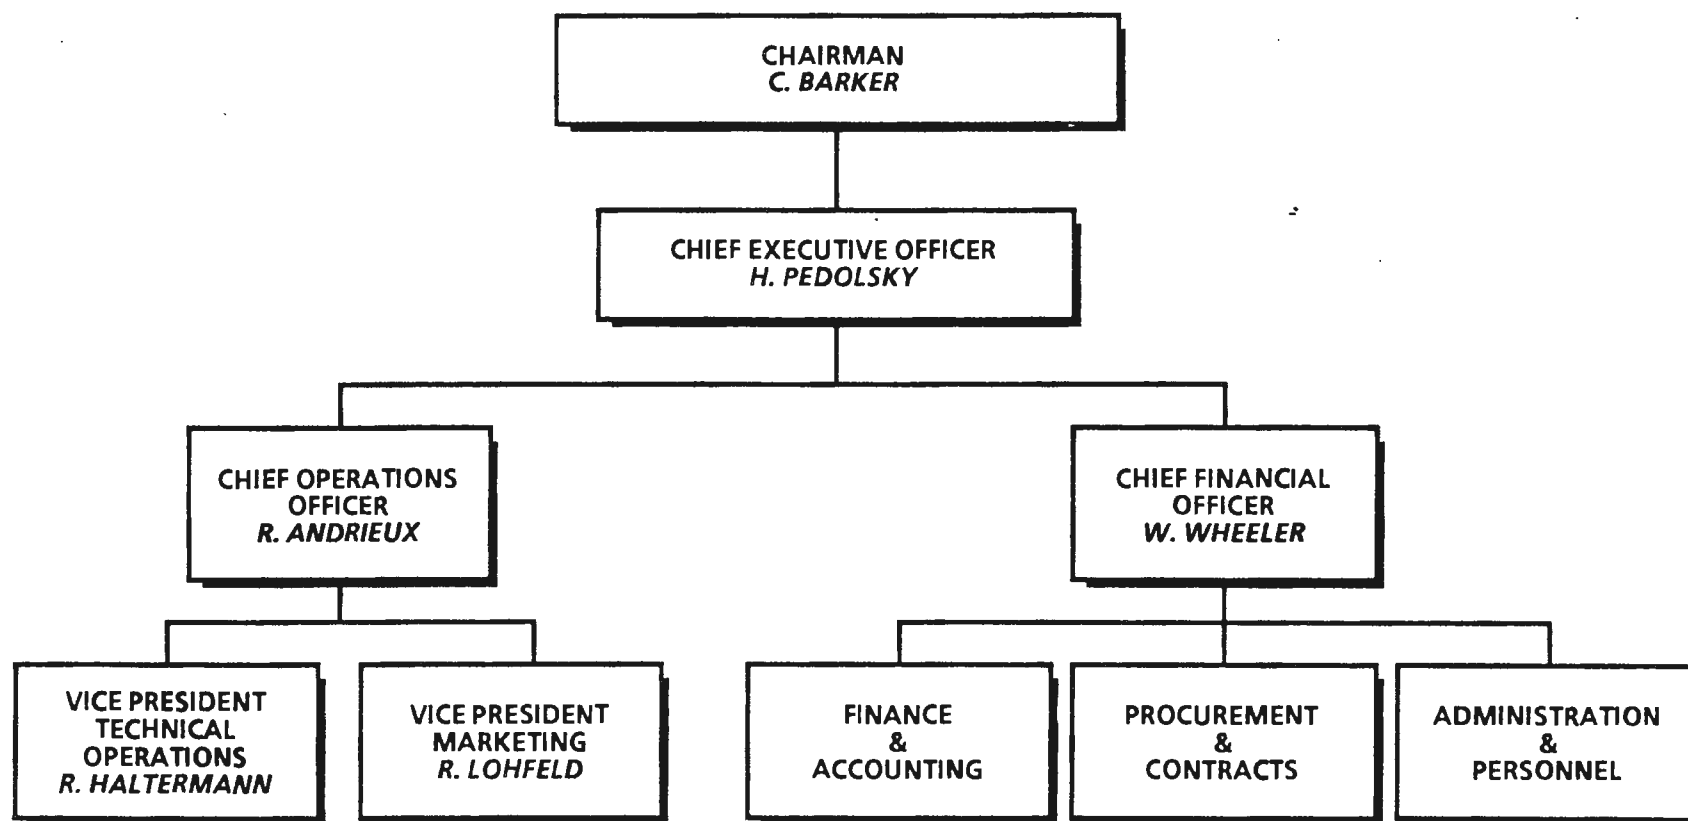 CHAIRMAN
C. BARKER
CHIEF EXECUTIVE OFFICER
H. PEDOLSKY
CHIEF OPERATIONS
OFFICER
R. ANDRIEUX
CHIEF FINANCIAL
OFFICER
W. WHEELER
VICE PRESIDENT
TECHNICAL
OPERATIONS
R. HALTERMANN
VICE PRESIDENT
MARKETING
R. LOHFELD
FINANCE
&
ACCOUNTING
PROCUREMENT
&
CONTRACTS
ADMINISTRATION
&
PERSONNEL